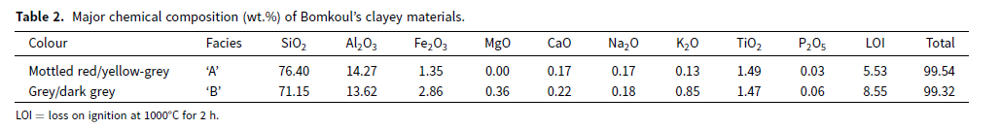 Table 2. Major chemical composition (wt.%) of Bomkoul’s clayey materials.
Colour Facies SiO₂ Al₂O₃ Fe₂O₃ MgO CaO Na₂O K₂O TiO₂ P₂O₅ LOI Total
Mottled red/yellow-grey ‘A’ 76.40 14.27 1.35 0.00 0.17 0.17 0.13 1.49 0.03 5.53 99.54
Grey/dark grey ‘B’ 71.15 13.62 2.86 0.36 0.22 0.18 0.85 1.47 0.06 8.55 99.32
LOI = loss on ignition at 1000°C for 2 h.